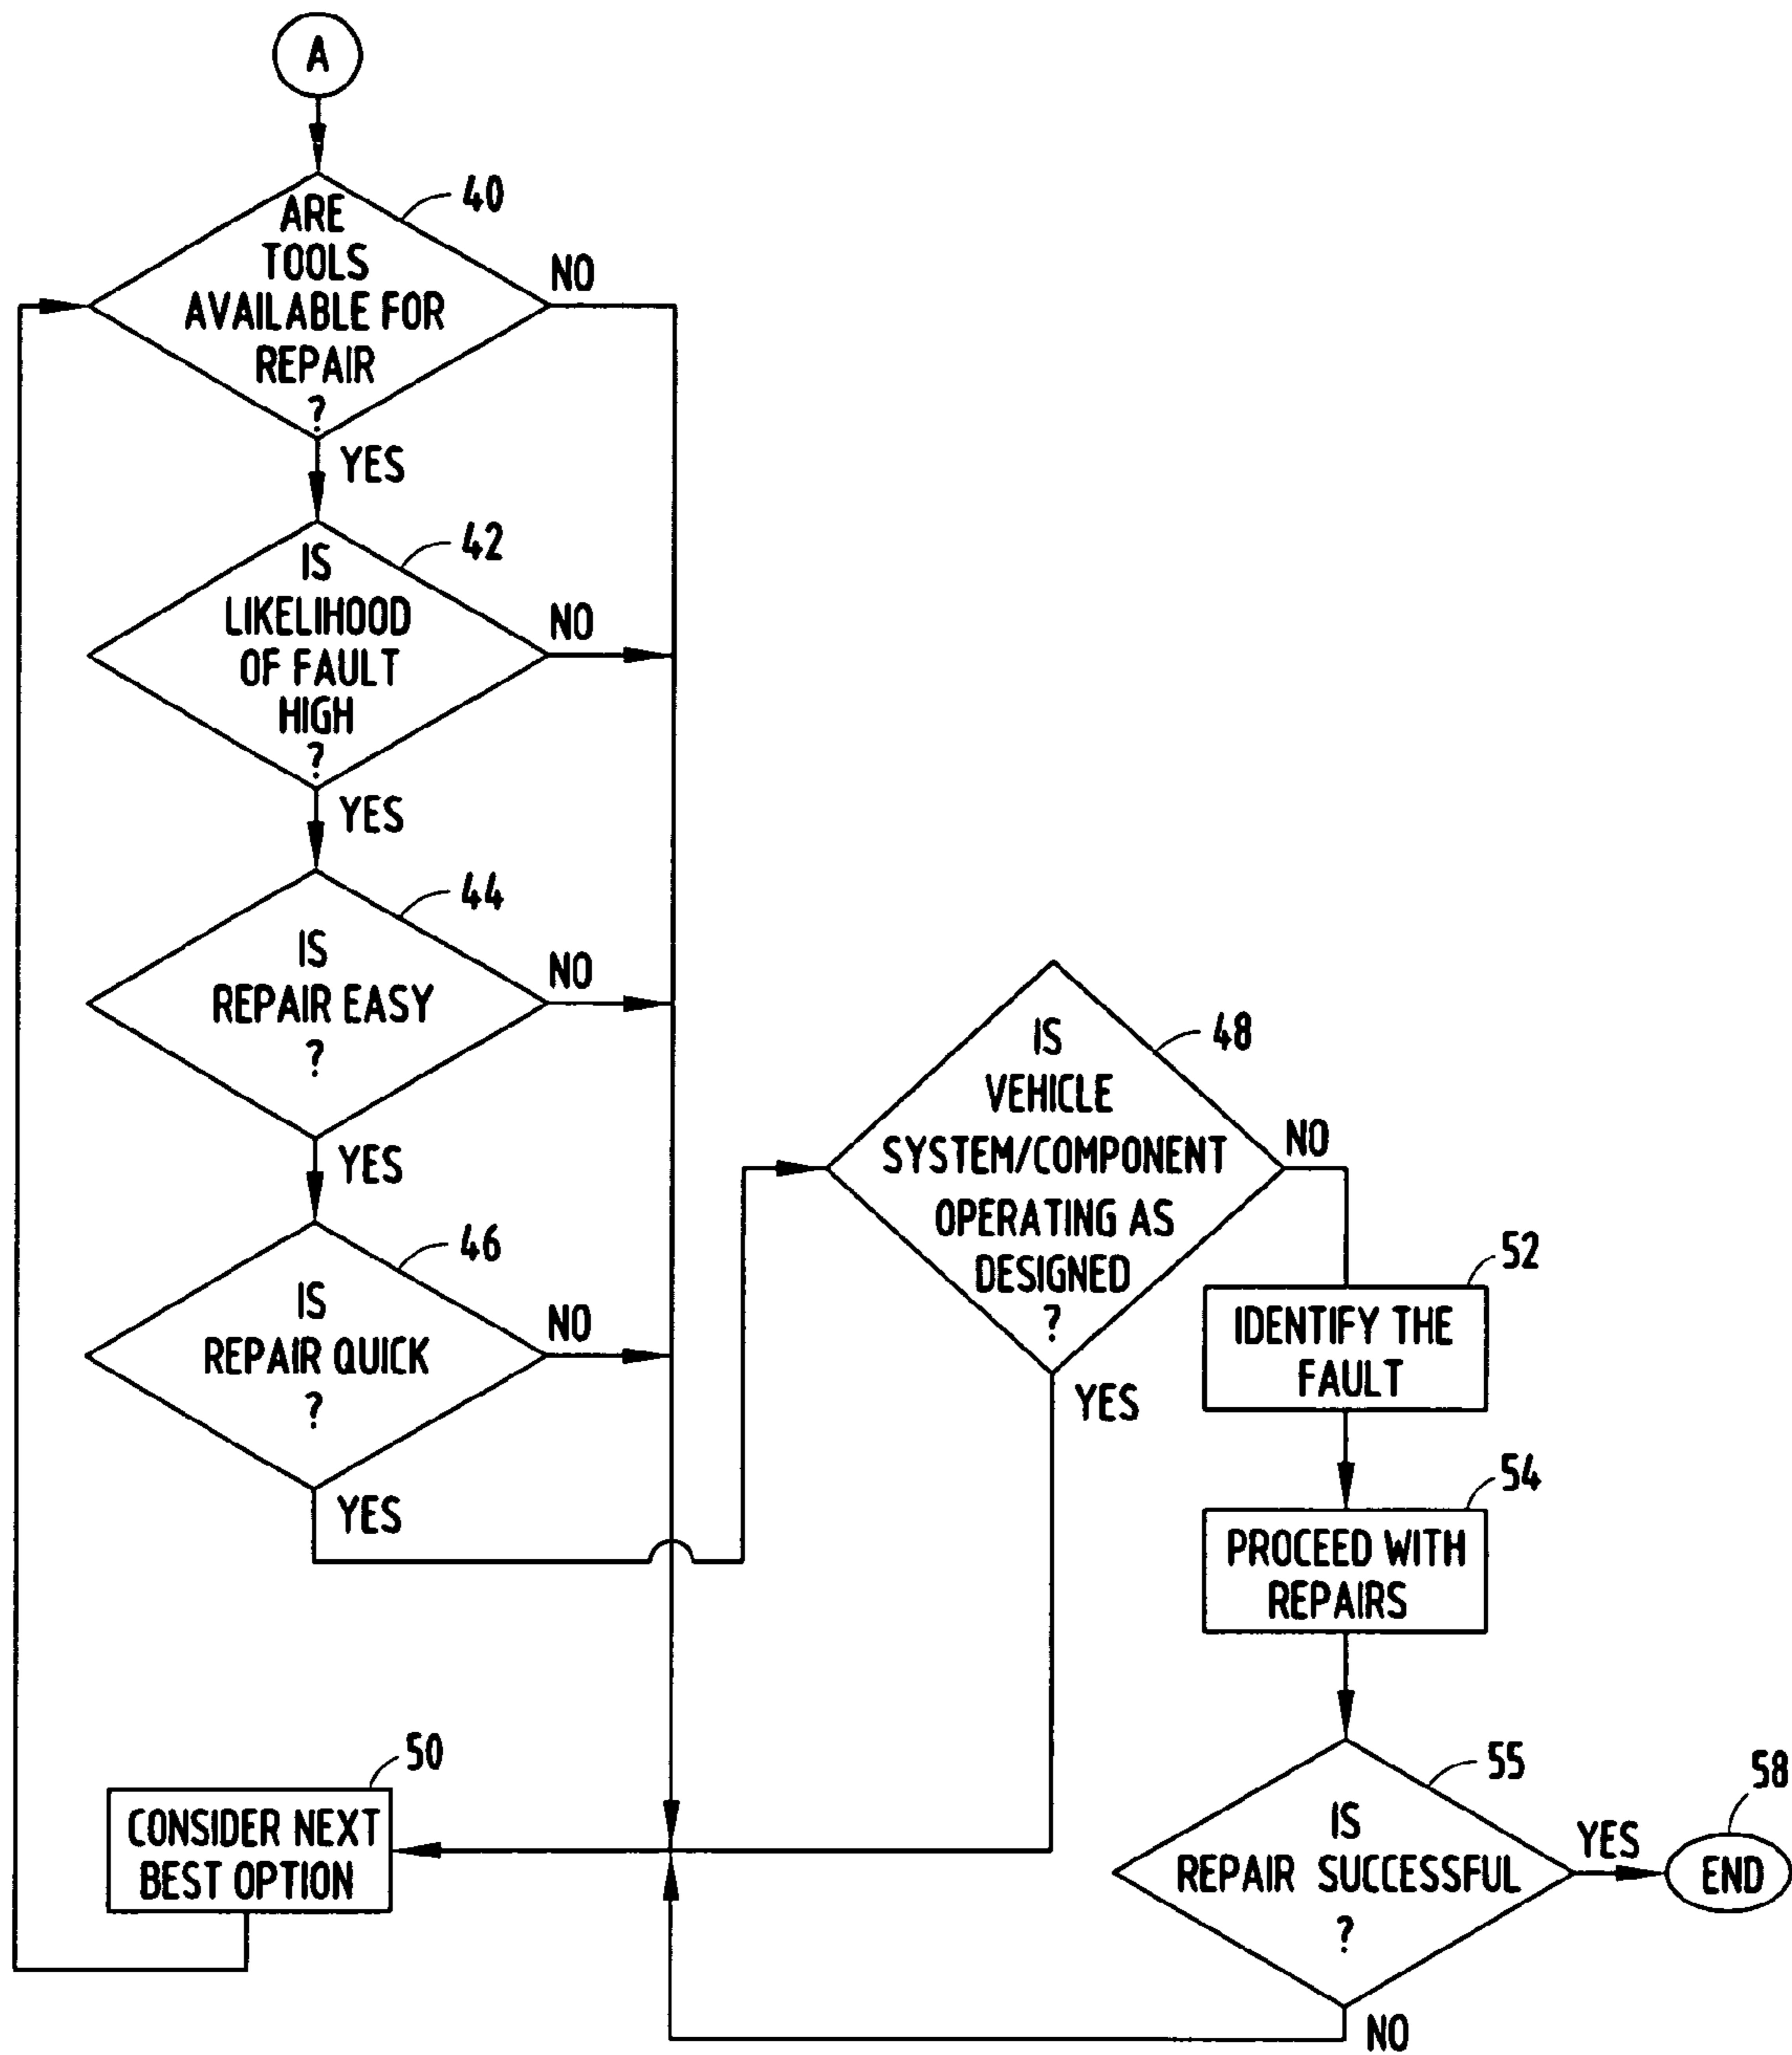 A
40
ARE
TOOLS
AVAILABLE FOR
REPAIR
?
NO
YES
42
IS
LIKELIHOOD
OF FAULT
HIGH
?
NO
YES
44
IS
REPAIR EASY
?
NO
YES
46
IS
REPAIR QUICK
?
NO
YES
48
IS
VEHICLE
SYSTEM/COMPONENT
OPERATING AS
DESIGNED
?
NO
YES
52
IDENTIFY THE
FAULT
54
PROCEED WITH
REPAIRS
50
CONSIDER NEXT
BEST OPTION
55
IS
REPAIR SUCCESSFUL
?
YES
NO
58
END